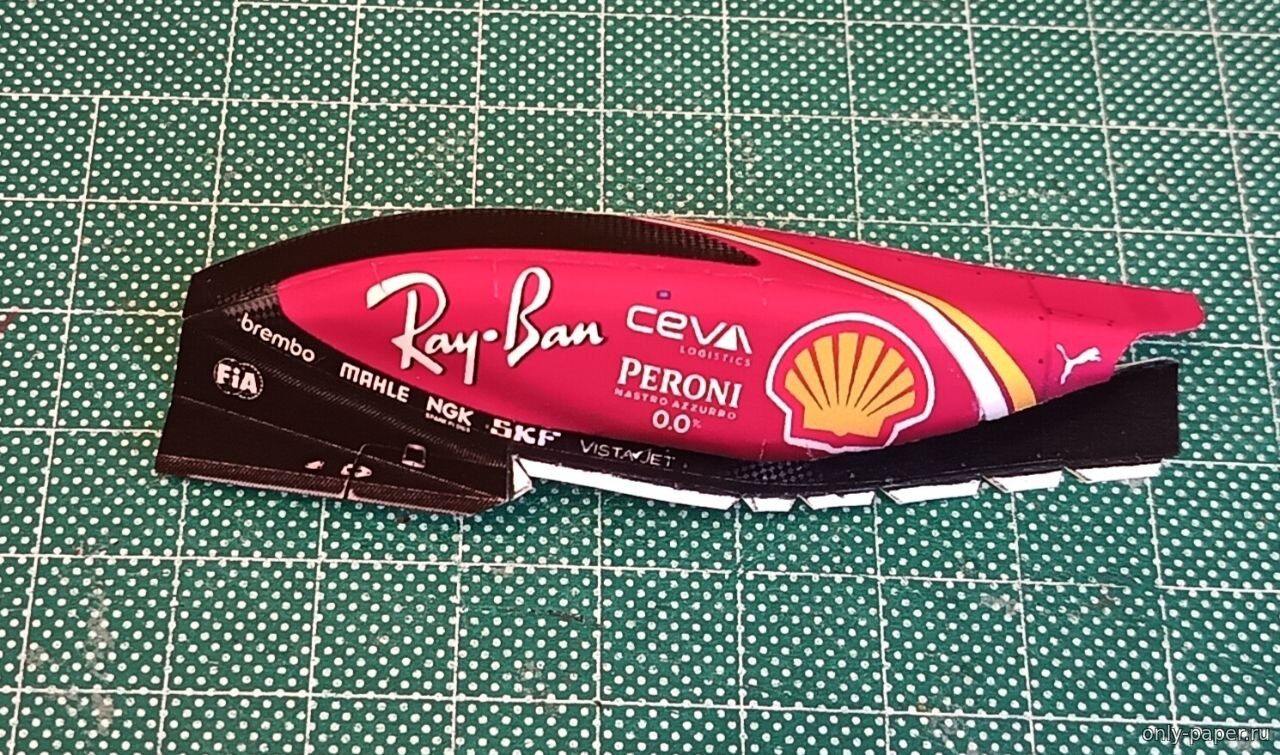 Ray-Ban
ceva
LOGISTICS
PERONI
NASTRO AZZURRO
0.0%
brembo
FiA
MAHLE
NGK
SKF
VISTAJET
only-paper.ru